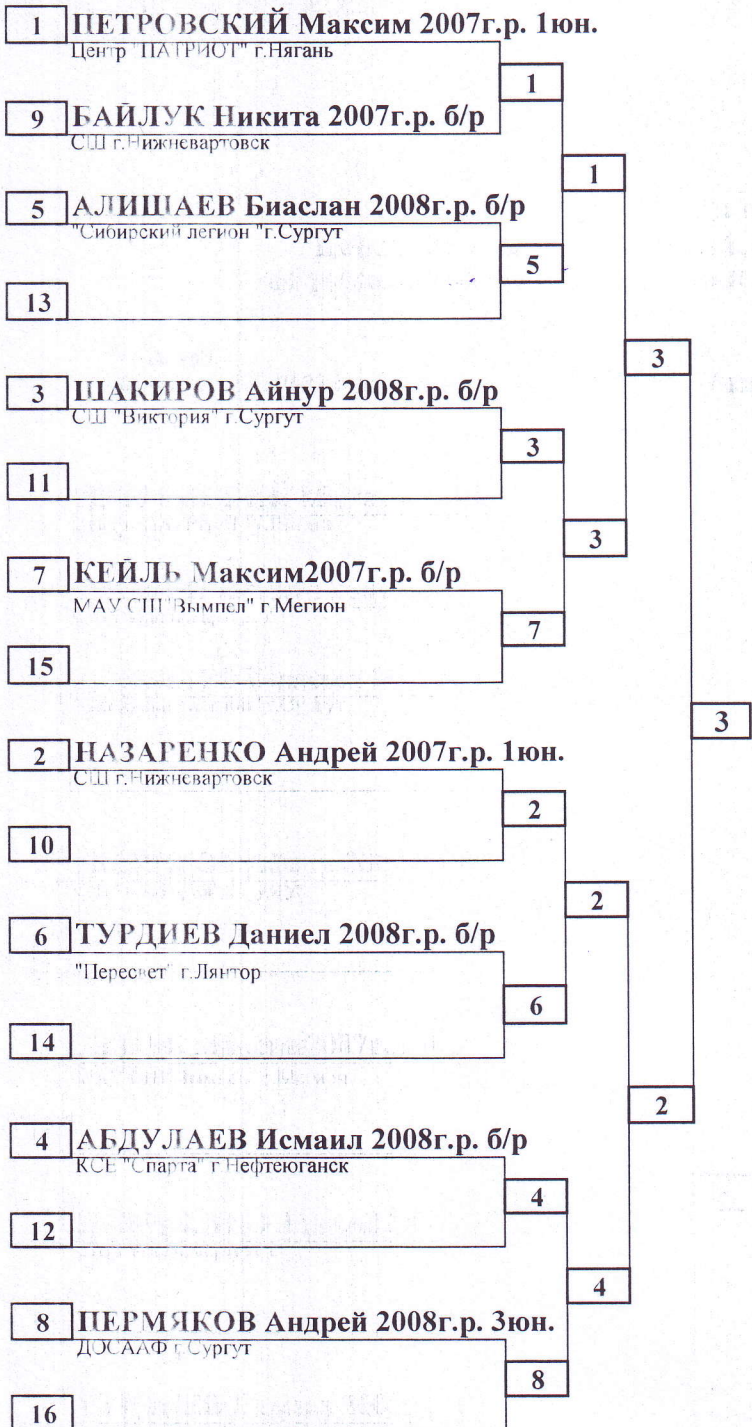 1 ПЕТРОВСКИЙ Максим 2007г.р. 1юн.
Центр "ПАТРИОТ" г.Нягань
1
9 БАЙЛУК Никита 2007г.р. б/р
СШ г.Нижневартовск
1
5 АЛИШАЕВ Биаслан 2008г.р. б/р
"Сибирский легион "г.Сургут
5
13
3
3 ШАКИРОВ Айнур 2008г.р. б/р
СШ "Виктория" г.Сургут
3
11
3
7 КЕЙЛЬ Максим2007г.р. б/р
МАУ СШ"Вымпел" г.Мегион
7
15
3
2 НАЗАРЕНКО Андрей 2007г.р. 1юн.
СШ г.Нижневартовск
2
10
2
6 ТУРДИЕВ Даниел 2008г.р. б/р
"Пересвет" г.Лянтор
6
14
2
4 АБДУЛАЕВ Исмаил 2008г.р. б/р
КСЕ "Спарта" г.Нефтеюганск
4
12
4
8 ПЕРМЯКОВ Андрей 2008г.р. 3юн.
ДОСААФ г.Сургут
8
16